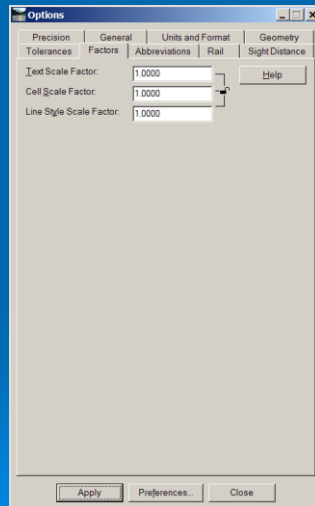 Options
Precision General Units and Format Geometry
Tolerances Factors Abbreviations Rail Sight Distance
Text Scale Factor: 1.0000 Help
Cell Scale Factor: 1.0000
Line Style Scale Factor: 1.0000
Apply Preferences... Close